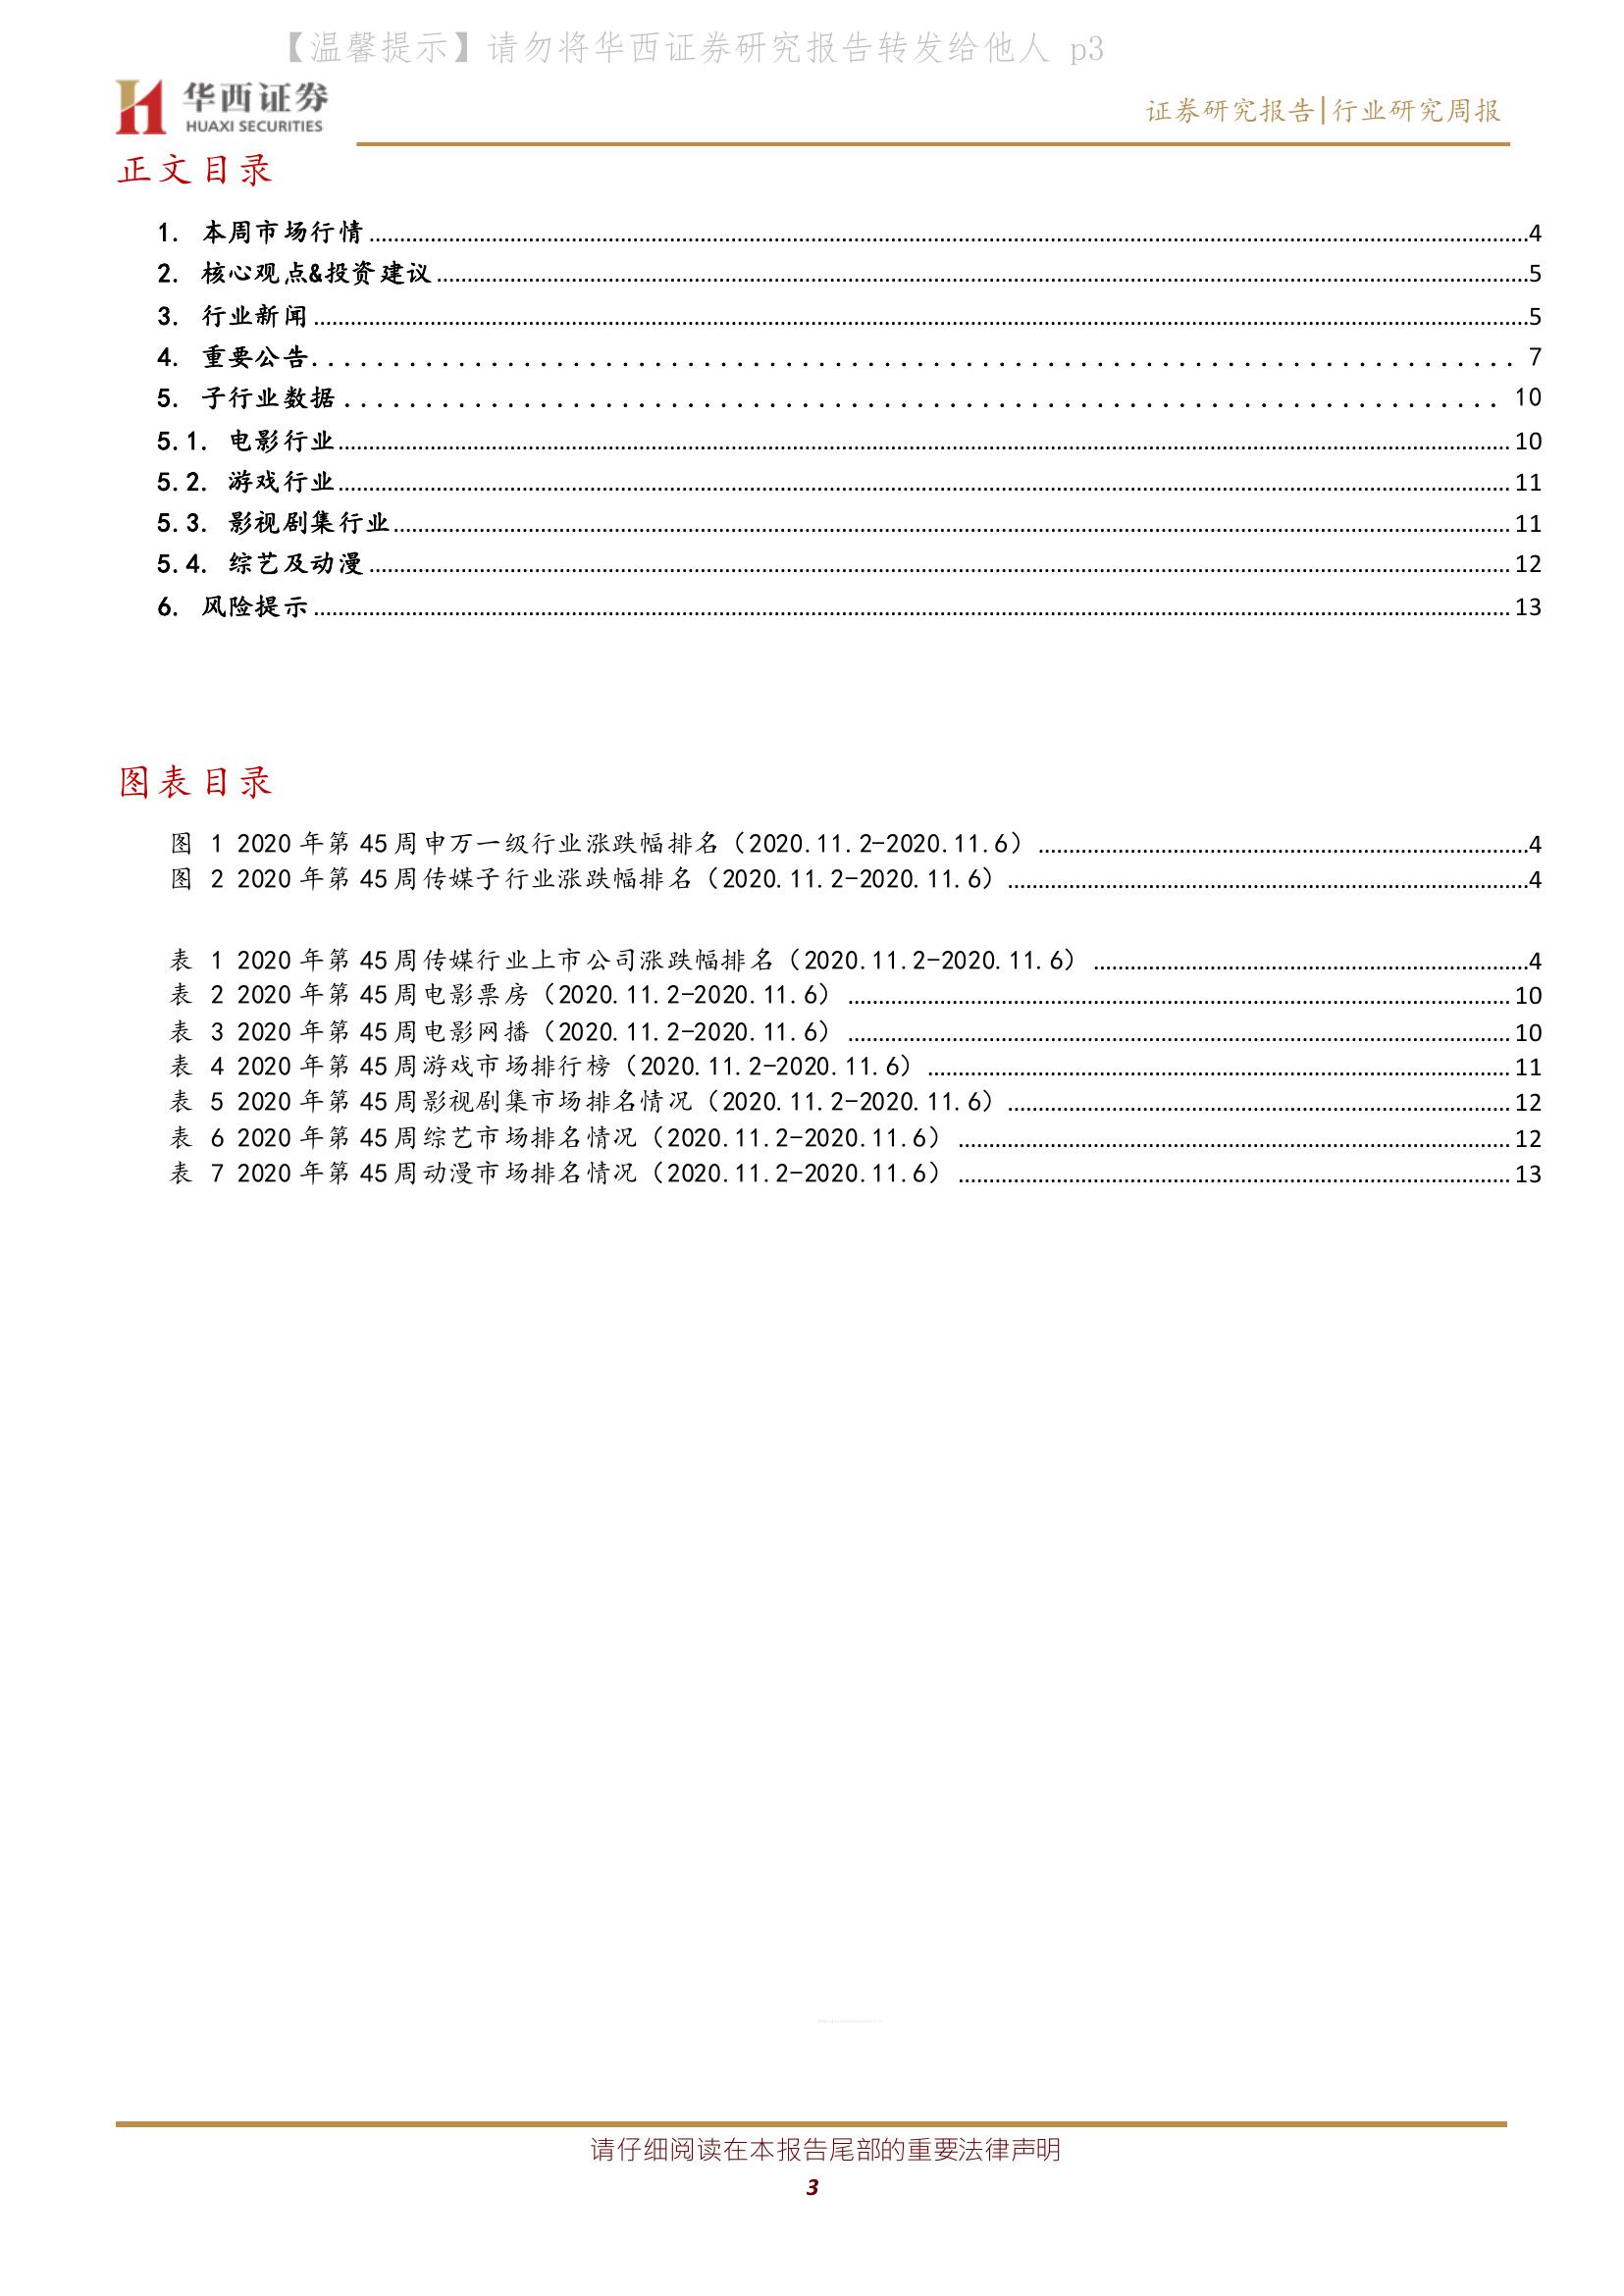 【温馨提示】请勿将华西证券研究报告转发给他人 p3
华西证券
HUAXI SECURITIES
证券研究报告|行业研究周报
正文目录
1. 本周市场行情 4
2. 核心观点&投资建议 5
3. 行业新闻 5
4. 重要公告 7
5. 子行业数据 10
5.1. 电影行业 10
5.2. 游戏行业 11
5.3. 影视剧集行业 11
5.4. 综艺及动漫 12
6. 风险提示 13
图表目录
图 1 2020 年第 45 周申万一级行业涨跌幅排名（2020.11.2-2020.11.6） 4
图 2 2020 年第 45 周传媒子行业涨跌幅排名（2020.11.2-2020.11.6） 4
表 1 2020 年第 45 周传媒行业上市公司涨跌幅排名（2020.11.2-2020.11.6） 4
表 2 2020 年第 45 周电影票房（2020.11.2-2020.11.6） 10
表 3 2020 年第 45 周电影网播（2020.11.2-2020.11.6） 10
表 4 2020 年第 45 周游戏市场排行榜（2020.11.2-2020.11.6） 11
表 5 2020 年第 45 周影视剧集市场排名情况（2020.11.2-2020.11.6） 12
表 6 2020 年第 45 周综艺市场排名情况（2020.11.2-2020.11.6） 12
表 7 2020 年第 45 周动漫市场排名情况（2020.11.2-2020.11.6） 13
请仔细阅读在本报告尾部的重要法律声明
3